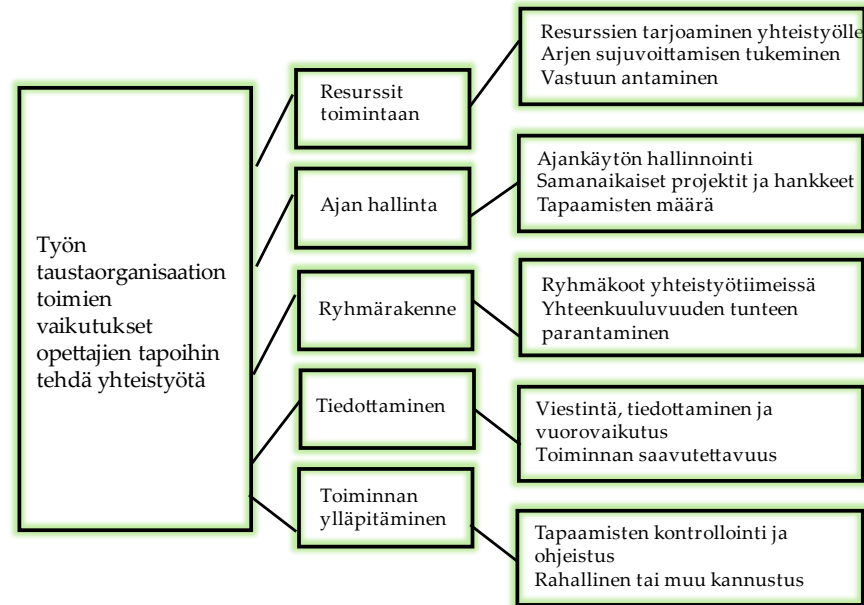 Työn
taustaorganisaation
toimien
vaikutukset
opettajien tapoihin
tehdä yhteistyötä
Resurssit
toimintaan
Resurssien tarjoaminen yhteistyölle
Arjen sujuvoittamisen tukeminen
Vastuun antaminen
Ajan hallinta
Ajankäytön hallinnointi
Samanaikaiset projektit ja hankkeet
Tapaamisten määrä
Ryhmärakenne
Ryhmäkoot yhteistyötiimeissä
Yhteenkuuluvuuden tunteen
parantaminen
Tiedottaminen
Viestintä, tiedottaminen ja
vuorovaikutus
Toiminnan saavutettavuus
Toiminnan
ylläpitäminen
Tapaamisten kontrollointi ja
ohjeistus
Rahallinen tai muu kannustus